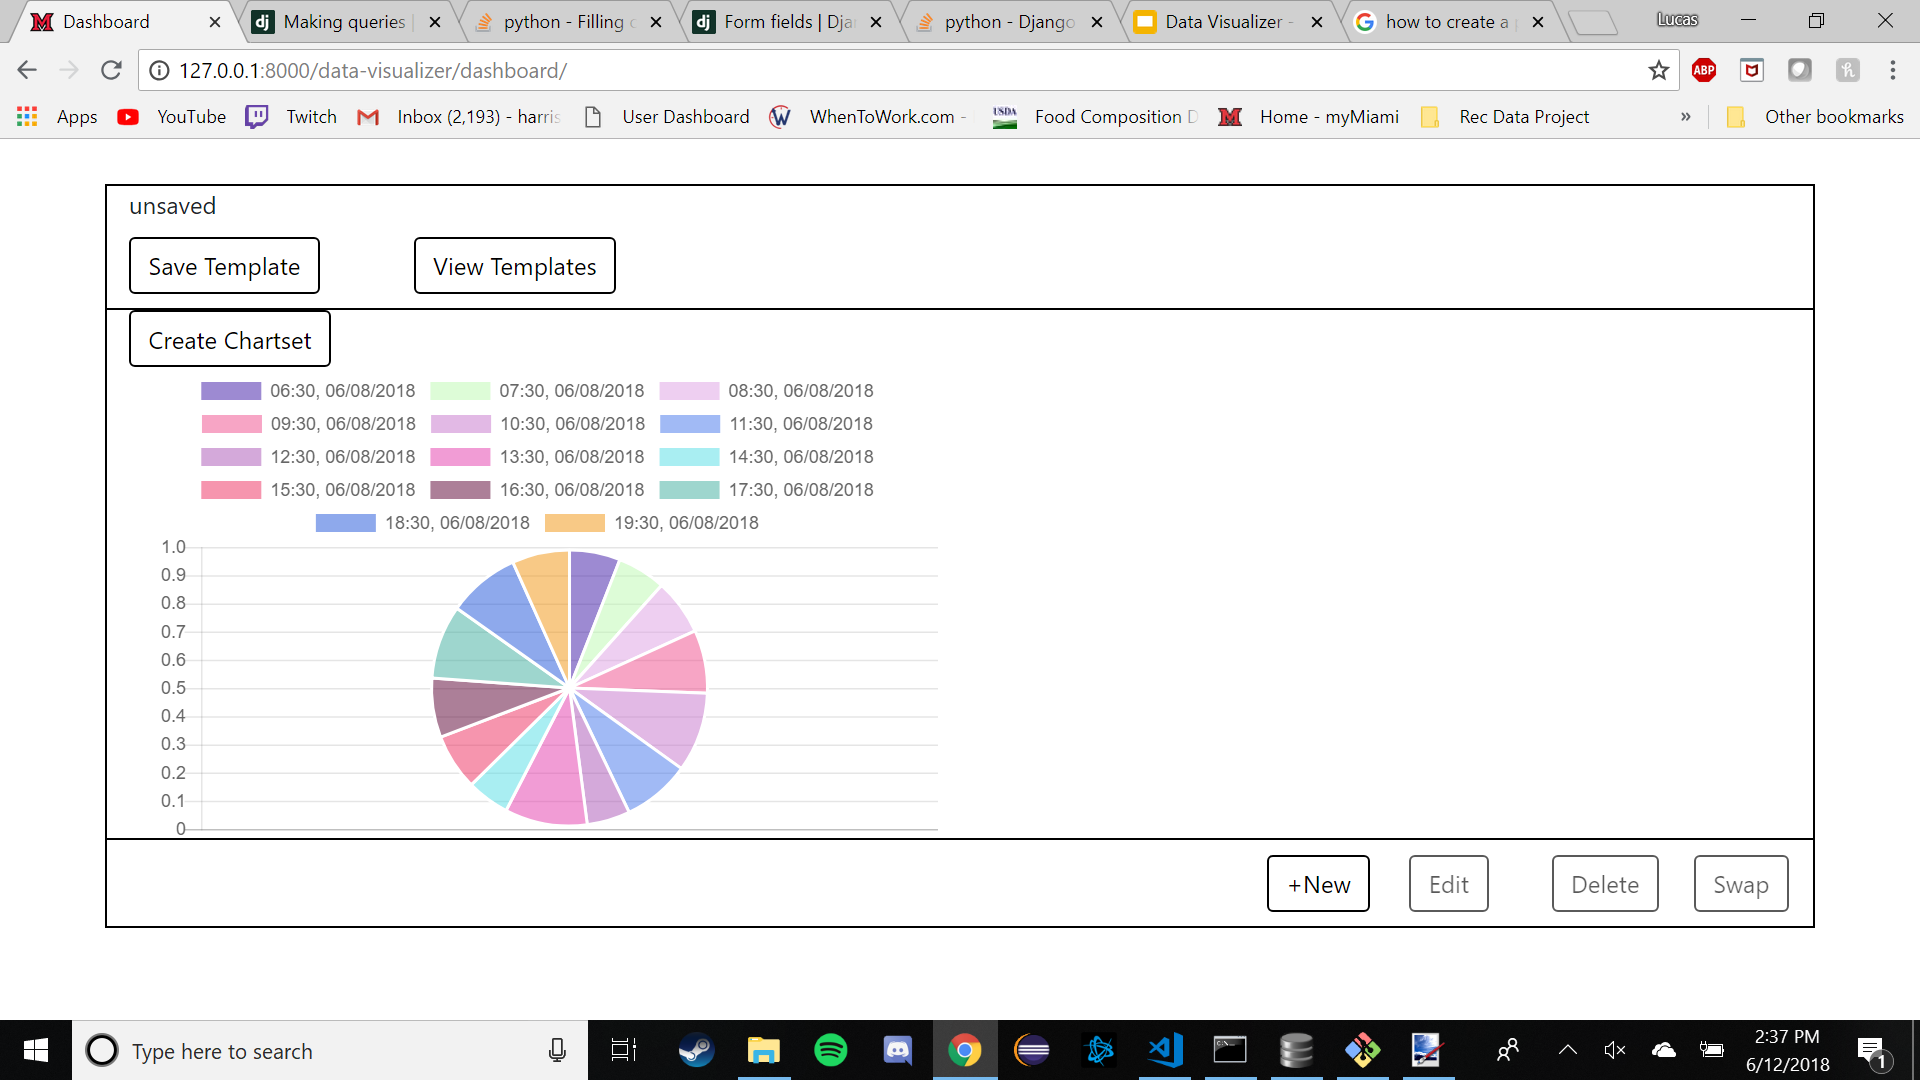 Dashboard
Making queries
python - Filling
Form fields | Dja
python - Django
Data Visualizer -
how to create a
Lucas
127.0.0.1:8000/data-visualizer/dashboard/
ABP
Apps
YouTube
Twitch
Inbox (2,193) - harris
User Dashboard
WhenToWork.com -
USDA
Food Composition D
Home - myMiami
Rec Data Project
»
Other bookmarks
unsaved
Save Template
View Templates
Create Chartset
06:30, 06/08/2018 07:30, 06/08/2018 08:30, 06/08/2018
09:30, 06/08/2018 10:30, 06/08/2018 11:30, 06/08/2018
12:30, 06/08/2018 13:30, 06/08/2018 14:30, 06/08/2018
15:30, 06/08/2018 16:30, 06/08/2018 17:30, 06/08/2018
18:30, 06/08/2018 19:30, 06/08/2018
1.0
0.9
0.8
0.7
0.6
0.5
0.4
0.3
0.2
0.1
0
+New
Edit
Delete
Swap
Type here to search
2:37 PM
6/12/2018
1